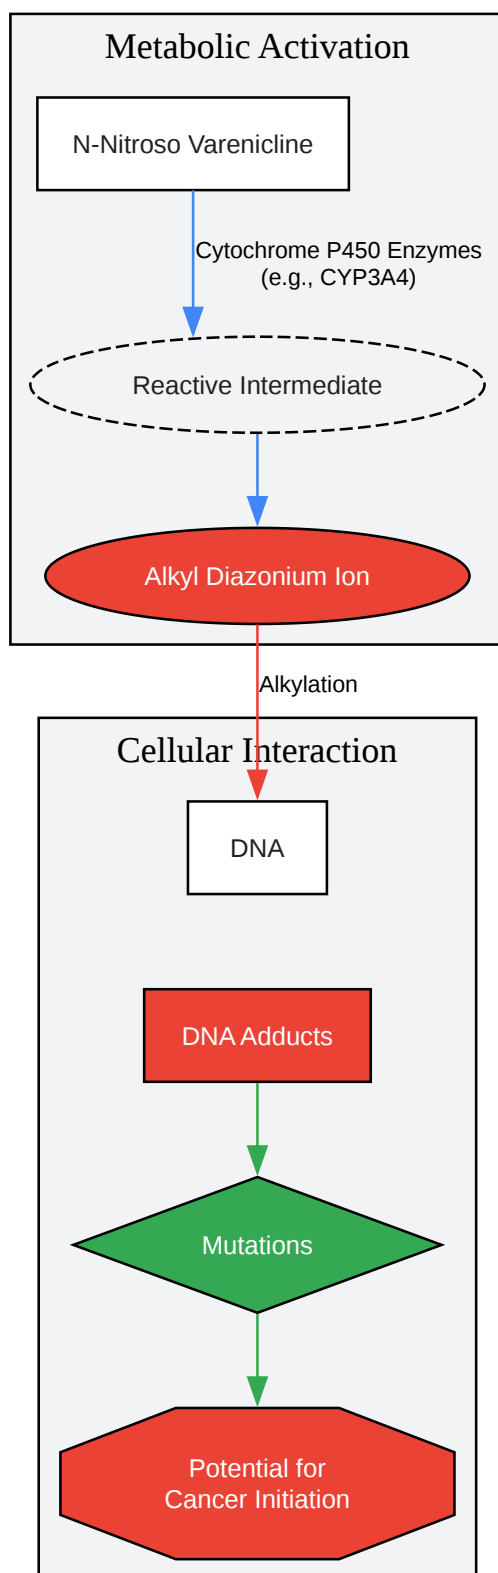 Metabolic Activation
N-Nitroso Varenicline
Cytochrome P450 Enzymes
(e.g., CYP3A4)
Reactive Intermediate
Alkyl Diazonium Ion
Alkylation
Cellular Interaction
DNA
DNA Adducts
Mutations
Potential for
Cancer Initiation